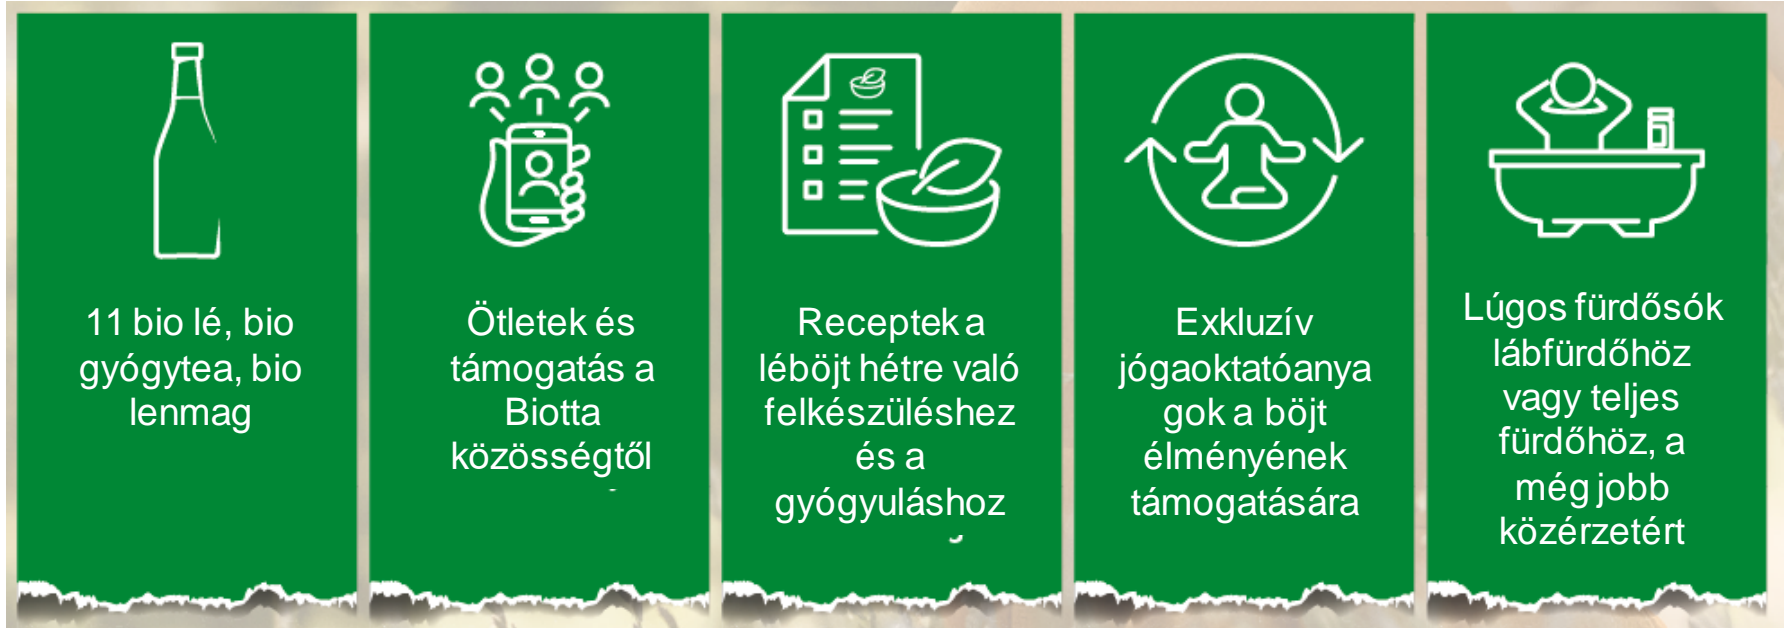 11 bio lé, bio
gyógytea, bio
lenmag
Ötletek és
támogatás a
Biotta
közösségtől
Receptek a
léböjt hétre való
felkészüléshez
és a
gyógyuláshoz
Exkluzív
jógaoktatóanya
gok a böjt
élményének
támogatására
Lúgos fürdősók
lábfürdőhöz
vagy teljes
fürdőhöz, a
még jobb
közérzetért